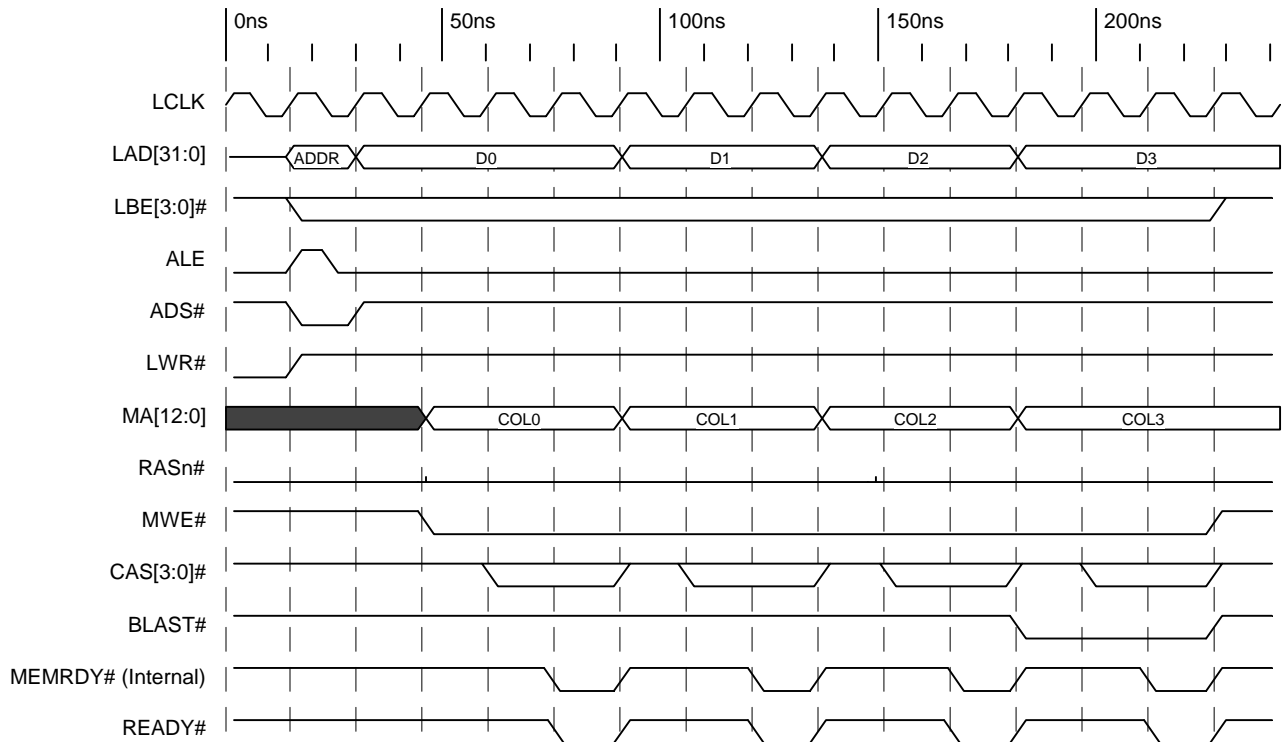 0ns 50ns 100ns 150ns 200ns
LCLK
LAD[31:0] ADDR D0 D1 D2 D3
LBE[3:0]#
ALE
ADS#
LWR#
MA[12:0] COL0 COL1 COL2 COL3
RASn#
MWE#
CAS[3:0]#
BLAST#
MEMRDY# (Internal)
READY#